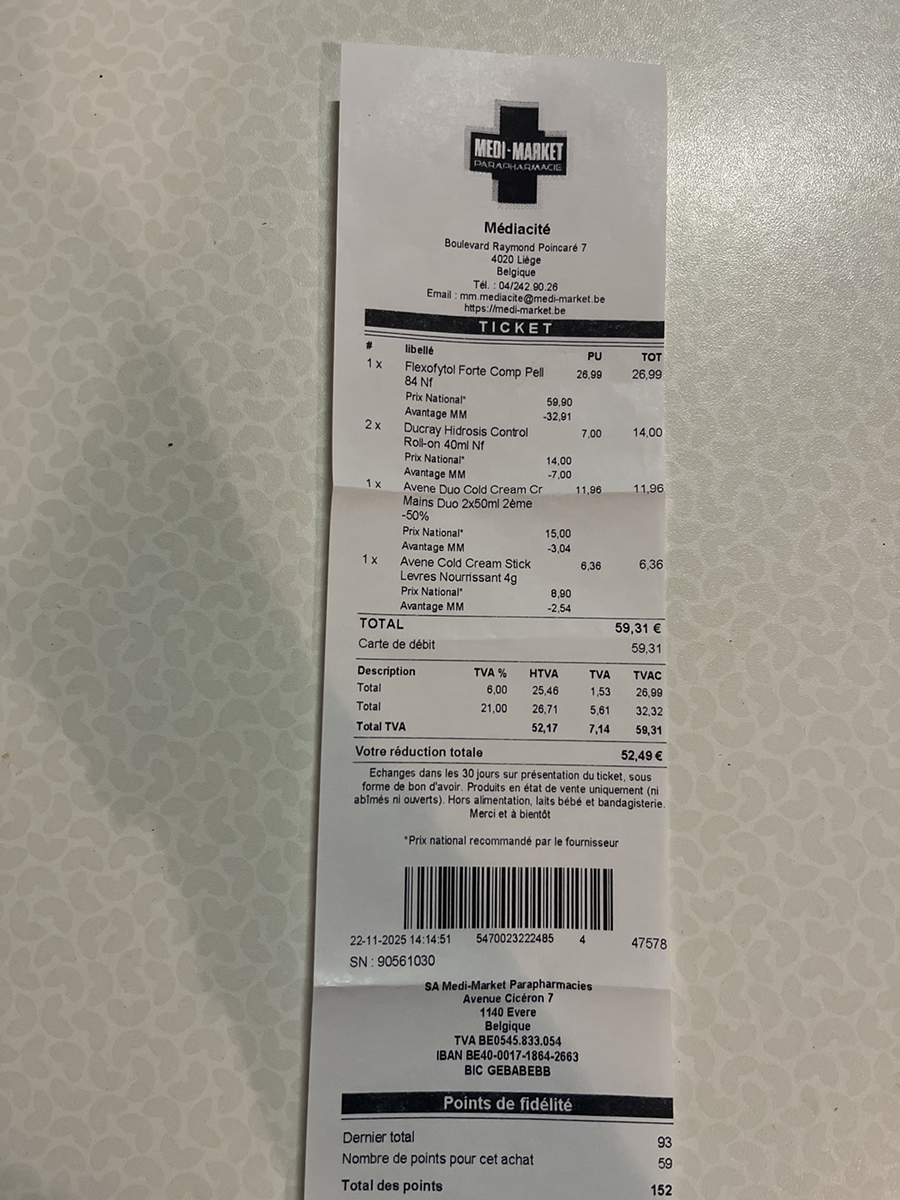 MEDI-MARKET
PARAPHARMACIE
Médiacité
Boulevard Raymond Poincaré 7
4020 Liège
Belgique
Tél. : 04/242.90.26
Email : mm.mediacite@medi-market.be
https://medi-market.be
TICKET
# libellé PU TOT
1 x Flexofytol Forte Comp Pell 26,99 26,99
84 Nf
Prix National* 59,90
Avantage MM -32,91
2 x Ducray Hidrosis Control 7,00 14,00
Roll-on 40ml Nf
Prix National* 14,00
Avantage MM -7,00
1 x Avene Duo Cold Cream Cr 11,96 11,96
Mains Duo 2x50ml 2ème
-50%
Prix National* 15,00
Avantage MM -3,04
1 x Avene Cold Cream Stick 6,36 6,36
Levres Nourrissant 4g
Prix National* 8,90
Avantage MM -2,54
TOTAL 59,31 €
Carte de débit 59,31
Description TVA % HTVA TVA TVAC
Total 6,00 25,46 1,53 26,99
Total 21,00 26,71 5,61 32,32
Total TVA 52,17 7,14 59,31
Votre réduction totale 52,49 €
Echanges dans les 30 jours sur présentation du ticket, sous
forme de bon d'avoir. Produits en état de vente uniquement (ni
abîmés ni ouverts). Hors alimentation, laits bébé et bandagisterie.
Merci et à bientôt
*Prix national recommandé par le fournisseur
22-11-2025 14:14:51 5470023222485 4 47578
SN : 90561030
SA Medi-Market Parapharmacies
Avenue Cicéron 7
1140 Evere
Belgique
TVA BE0545.833.054
IBAN BE40-0017-1864-2663
BIC GEBABEBB
Points de fidélité
Dernier total 93
Nombre de points pour cet achat 59
Total des points 152